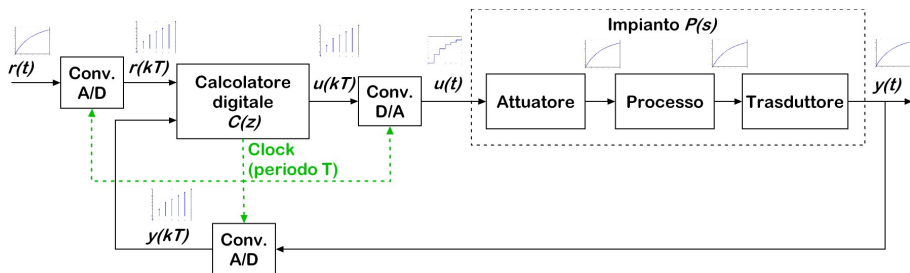 Impianto P(s)
r(t)
Conv.
A/D
r(kT)
Calcolatore
digitale
C(z)
u(kT)
Conv.
D/A
u(t)
Attuatore
Processo
Trasduttore
y(t)
Clock
(periodo T)
y(kT)
Conv.
A/D